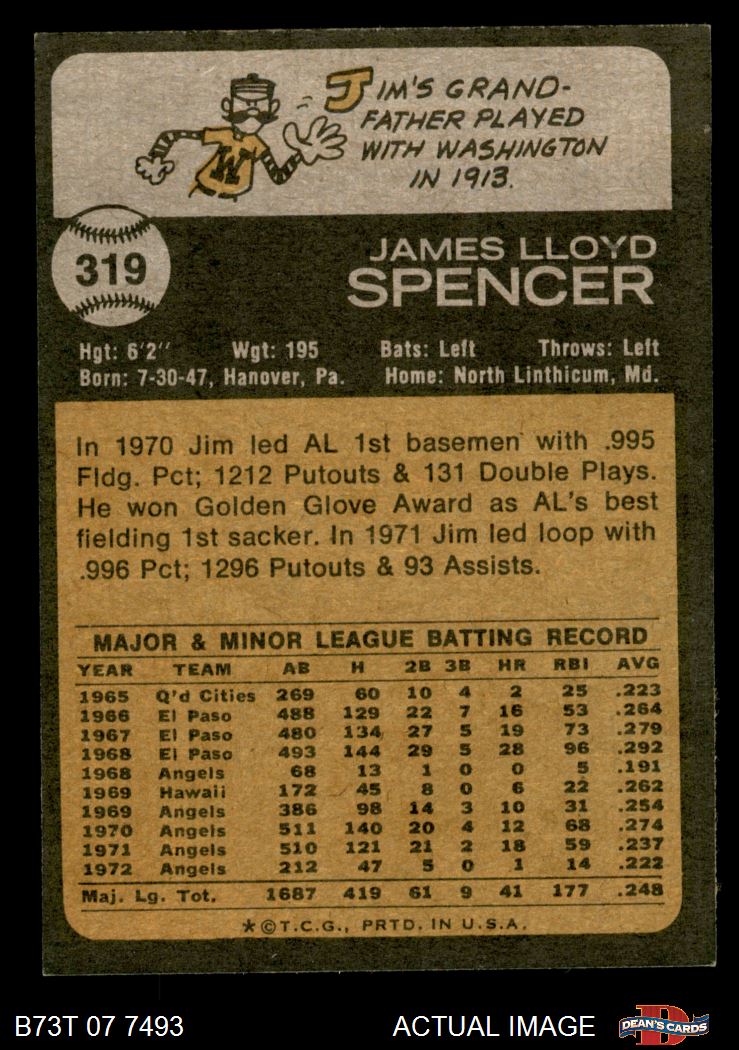 JIM'S GRAND-
FATHER PLAYED
WITH WASHINGTON
IN 1913.
W
319
JAMES LLOYD
SPENCER
Hgt: 6'2" Wgt: 195 Bats: Left Throws: Left
Born: 7-30-47, Hanover, Pa. Home: North Linthicum, Md.
In 1970 Jim led AL 1st basemen with .995
Fldg. Pct; 1212 Putouts & 131 Double Plays.
He won Golden Glove Award as AL's best
fielding 1st sacker. In 1971 Jim led loop with
.996 Pct; 1296 Putouts & 93 Assists.
MAJOR & MINOR LEAGUE BATTING RECORD
YEAR TEAM AB H 2B 3B HR RBI AVG
1965 Q'd Cities 269 60 10 4 2 25 .223
1966 El Paso 488 129 22 7 16 53 .264
1967 El Paso 480 134 27 5 19 73 .279
1968 El Paso 493 144 29 5 28 96 .292
1968 Angels 68 13 1 0 0 5 .191
1969 Hawaii 172 45 8 0 6 22 .262
1969 Angels 386 98 14 3 10 31 .254
1970 Angels 511 140 20 4 12 68 .274
1971 Angels 510 121 21 2 18 59 .237
1972 Angels 212 47 5 0 1 14 .222
Maj. Lg. Tot. 1687 419 61 9 41 177 .248
*©T.C.G., PRTD. IN U.S.A.
B73T 07 7493 ACTUAL IMAGE D DEAN'S CARDS